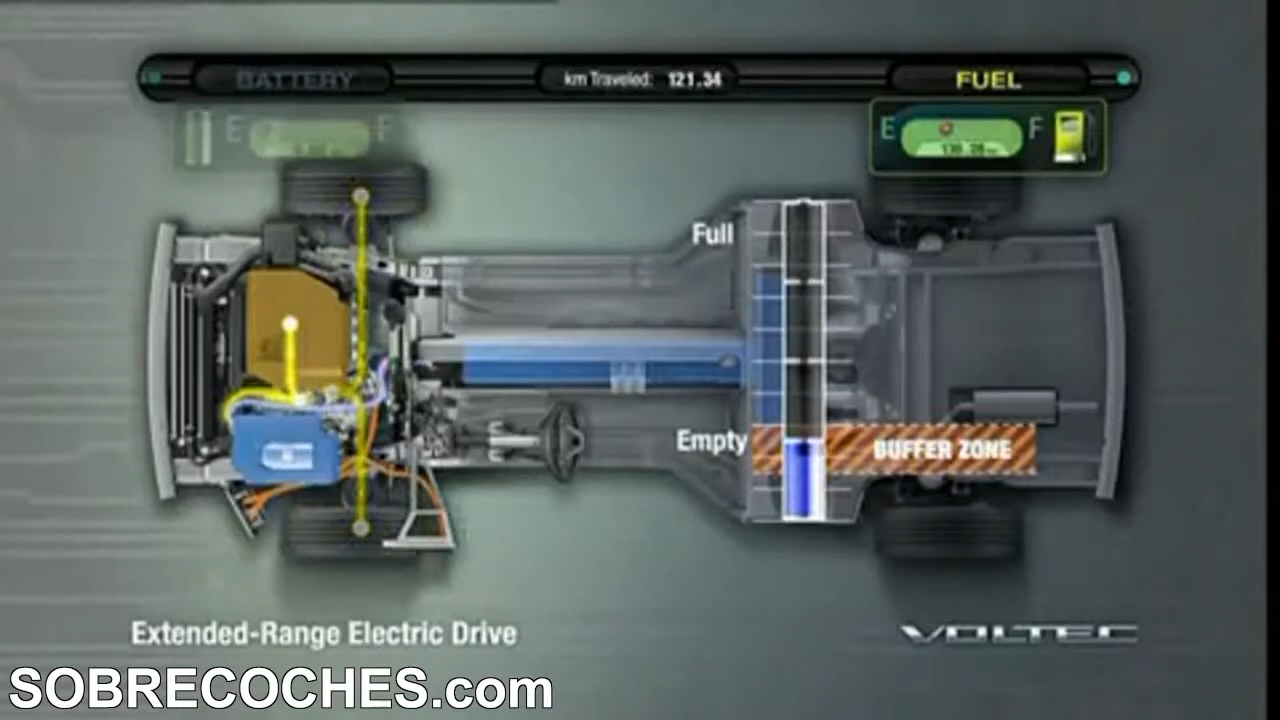 BATTERY
km Traveled: 121.34
FUEL
E F
E F
Full
Empty
BUFFER ZONE
Extended-Range Electric Drive
VOLTEC
SOBRECOCHES.com